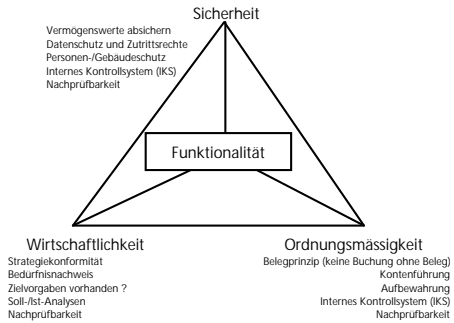 Sicherheit
Vermögenswerte absichern
Datenschutz und Zutrittsrechte
Personen-/Gebäudeschutz
Internes Kontrollsystem (IKS)
Nachprüfbarkeit
Funktionalität
Wirtschaftlichkeit
Strategiekonformität
Bedürfnisnachweis
Zielvorgaben vorhanden ?
Soll-/Ist-Analysen
Nachprüfbarkeit
Ordnungsmässigkeit
Belegprinzip (keine Buchung ohne Beleg)
Kontenführung
Aufbewahrung
Internes Kontrollsystem (IKS)
Nachprüfbarkeit